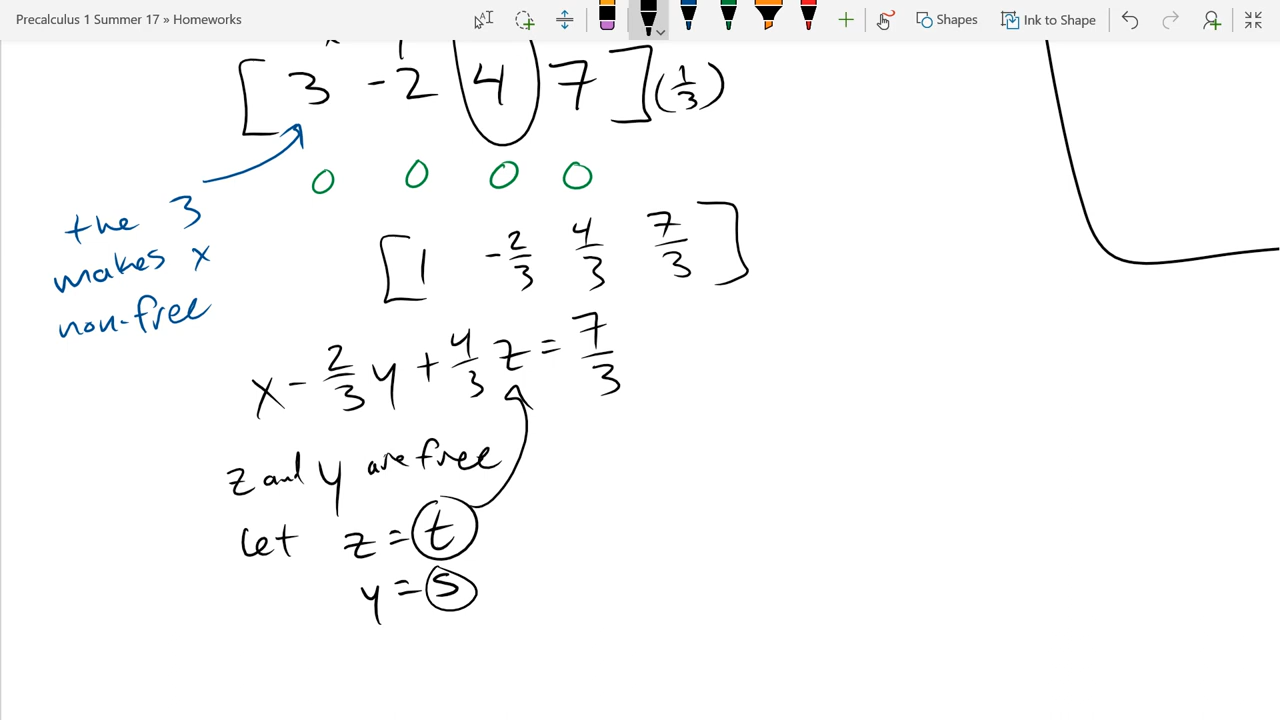 Precalculus 1 Summer 17 » Homeworks
Shapes
Ink to Shape
[ 3 -2 4 7 ] (1/3)
0 0 0 0
the 3
makes x
non-free
[ 1 -2/3 4/3 7/3 ]
x - 2/3 y + 4/3 z = 7/3
z and y are free
let z = t
y = s